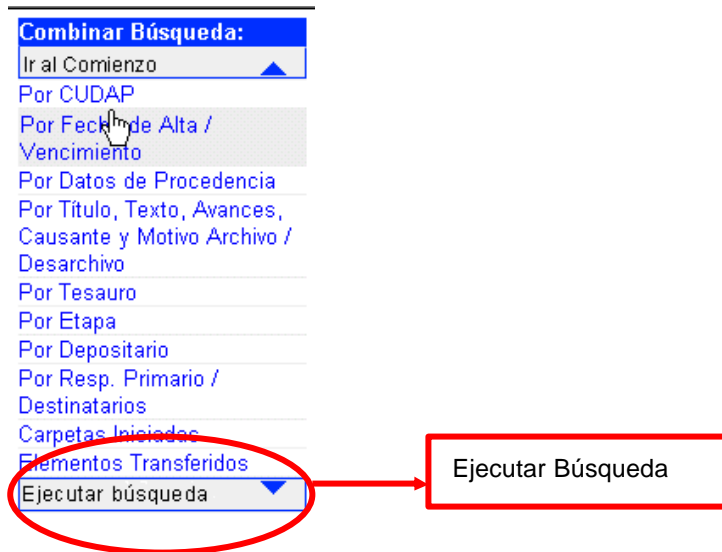 Combinar Búsqueda:
Ir al Comienzo
Por CUDAP
Por Fecha de Alta /
Vencimiento
Por Datos de Procedencia
Por Título, Texto, Avances,
Causante y Motivo Archivo /
Desarchivo
Por Tesauro
Por Etapa
Por Depositario
Por Resp. Primario /
Destinatarios
Carpetas Iniciadas
Elementos Transferidos
Ejecutar búsqueda
Ejecutar Búsqueda